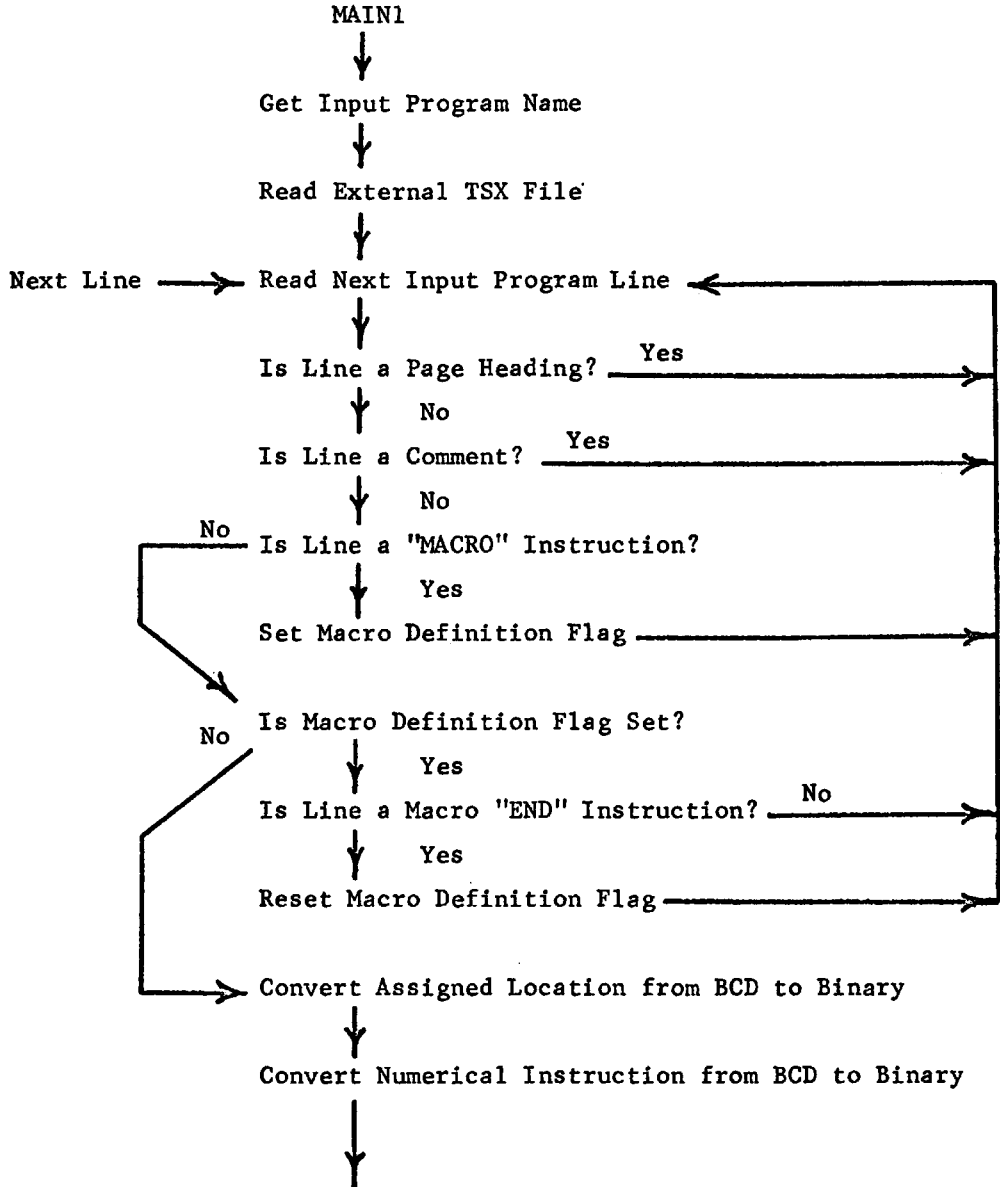 MAIN1
Get Input Program Name
Read External TSX File
Next Line
Read Next Input Program Line
Is Line a Page Heading?
Yes
No
Is Line a Comment?
Yes
No
No
Is Line a "MACRO" Instruction?
Yes
Set Macro Definition Flag
Is Macro Definition Flag Set?
No
Yes
Is Line a Macro "END" Instruction?
No
Yes
Reset Macro Definition Flag
Convert Assigned Location from BCD to Binary
Convert Numerical Instruction from BCD to Binary